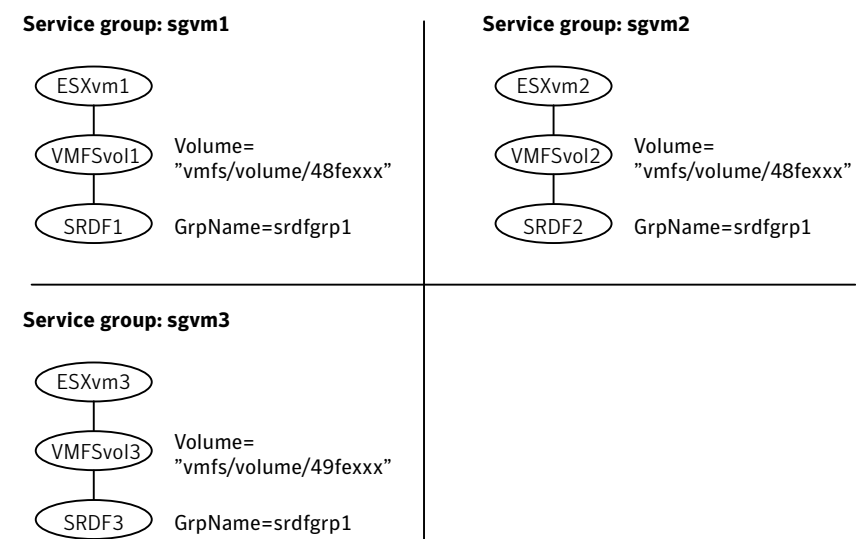 Service group: sgvm1
ESXvm1
VMFSvol1
Volume=
"vmfs/volume/48fexxx”
SRDF1
GrpName=srdfgrp1
Service group: sgvm2
ESXvm2
VMFSvol2
Volume=
"vmfs/volume/48fexxx”
SRDF2
GrpName=srdfgrp1
Service group: sgvm3
ESXvm3
VMFSvol3
Volume=
"vmfs/volume/49fexxx”
SRDF3
GrpName=srdfgrp1